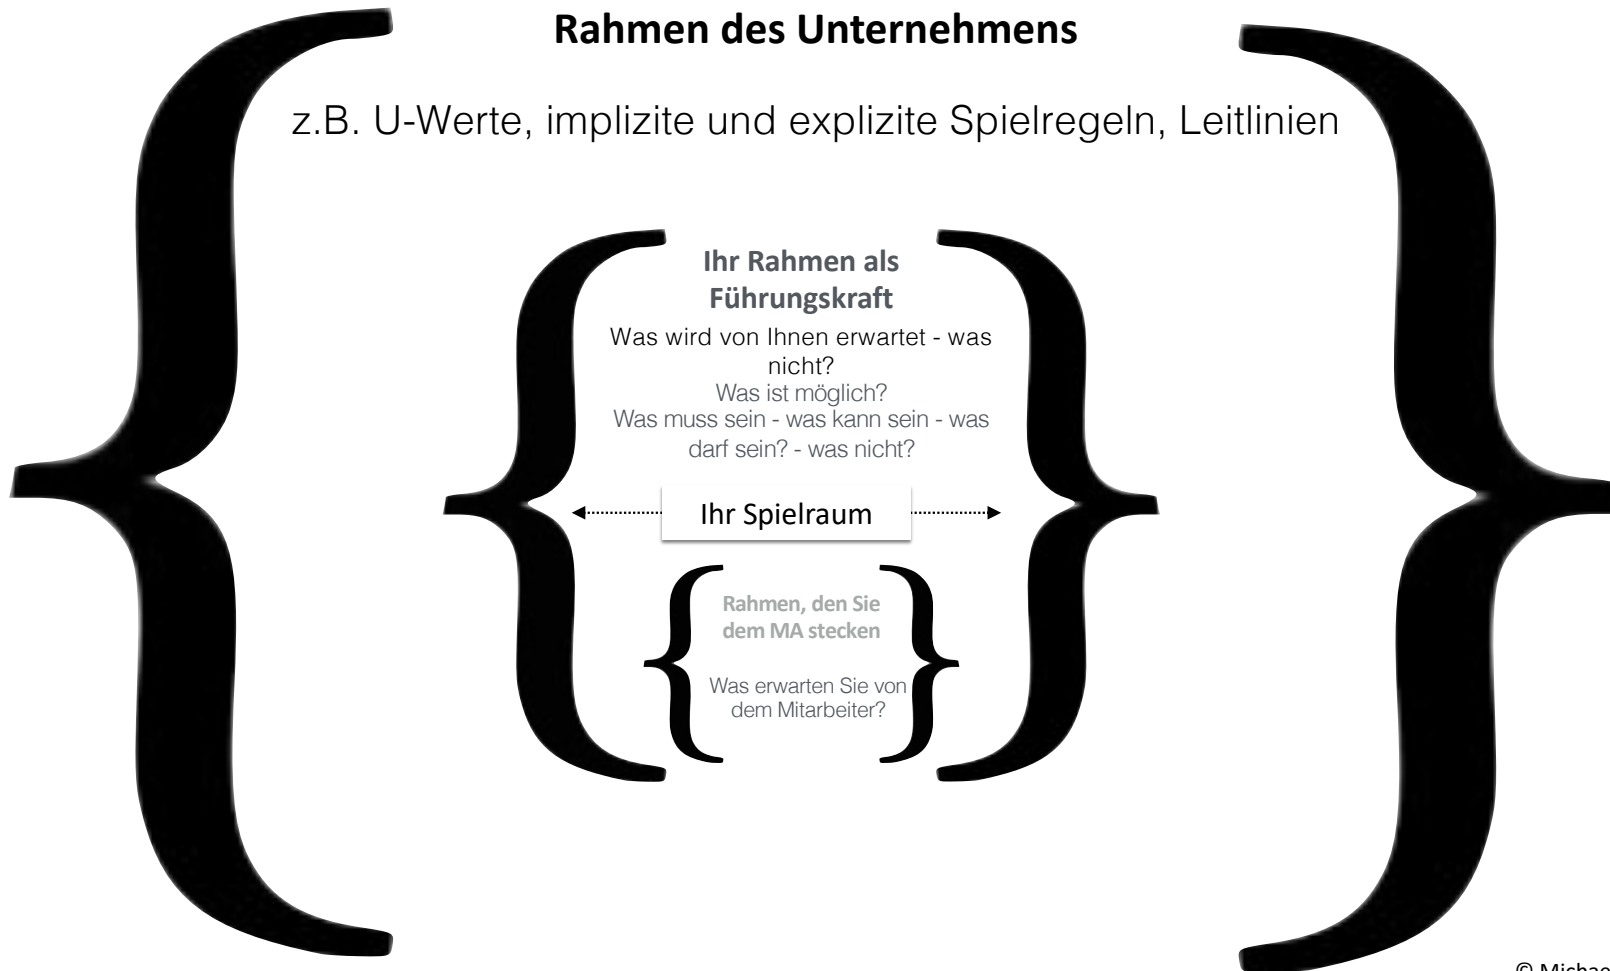 Rahmen des Unternehmens
z.B. U-Werte, implizite und explizite Spielregeln, Leitlinien
Ihr Rahmen als
Führungskraft
Was wird von Ihnen erwartet - was
nicht?
Was ist möglich?
Was muss sein - was kann sein - was
darf sein? - was nicht?
Ihr Spielraum
Rahmen, den Sie
dem MA stecken
Was erwarten Sie von
dem Mitarbeiter?
© Michae